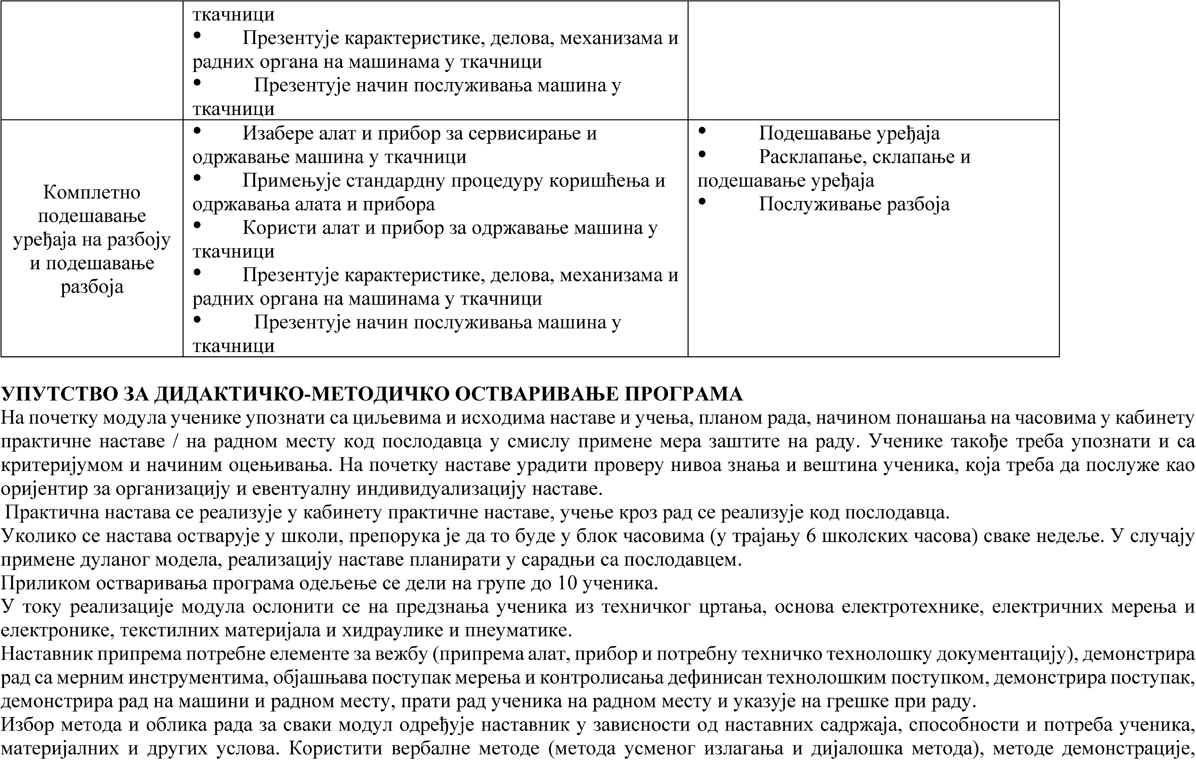 ткачници
• Презентује карактеристике, делова, механизама и
радних органа на машинама у ткачници
• Презентује начин послуживања машина у
ткачници
Комплетно
подешавање
уређаја на разбоју
и подешавање
разбоја
• Изабере алат и прибор за сервисирање и
одржавање машина у ткачници
• Примењује стандардну процедуру коришћења и
одржавања алата и прибора
• Користи алат и прибор за одржавање машина у
ткачници
• Презентује карактеристике, делова, механизама и
радних органа на машинама у ткачници
• Презентује начин послуживања машина у
ткачници
• Подешавање уређаја
• Расклапање, склапање и
подешавање уређаја
• Послуживање разбоја
УПУТСТВО ЗА ДИДАКТИЧКО-МЕТОДИЧКО ОСТВАРИВАЊЕ ПРОГРАМА
На почетку модула ученике упознати са циљевима и исходима наставе и учења, планом рада, начином понашања на часовима у кабинету
практичне наставе / на радном месту код послодавца у смислу примене мера заштите на раду. Ученике такође треба упознати и са
критеријумом и начиним оцењивања. На почетку наставе урадити проверу нивоа знања и вештина ученика, која треба да послуже као
оријентир за организацију и евентуалну индивидуализацију наставе.
Практична настава се реализује у кабинету практичне наставе, учење кроз рад се реализује код послодавца.
Уколико се настава остварује у школи, препорука је да то буде у блок часовима (у трајању 6 школских часова) сваке недеље. У случају
примене дуланог модела, реализацију наставе планирати у сарадњи са послодавцем.
Приликом остваривања програма одељење се дели на групе до 10 ученика.
У току реализације модула ослонити се на предзнања ученика из техничког цртања, основа електротехнике, електричних мерења и
електронике, текстилних материјала и хидраулике и пнеуматике.
Наставник припрема потребне елементе за вежбу (припрема алат, прибор и потребну техничко технолошку документацију), демонстрира
рад са мерним инструментима, објашњава поступак мерења и контролисања дефинисан технолошким поступком, демонстрира поступак,
демонстрира рад на машини и радном месту, прати рад ученика на радном месту и указује на грешке при раду.
Избор метода и облика рада за сваки модул одређује наставник у зависности од наставних садржаја, способности и потреба ученика,
материјалних и других услова. Користити вербалне методе (метода усменог излагања и дијалошка метода), методе демонстрације,